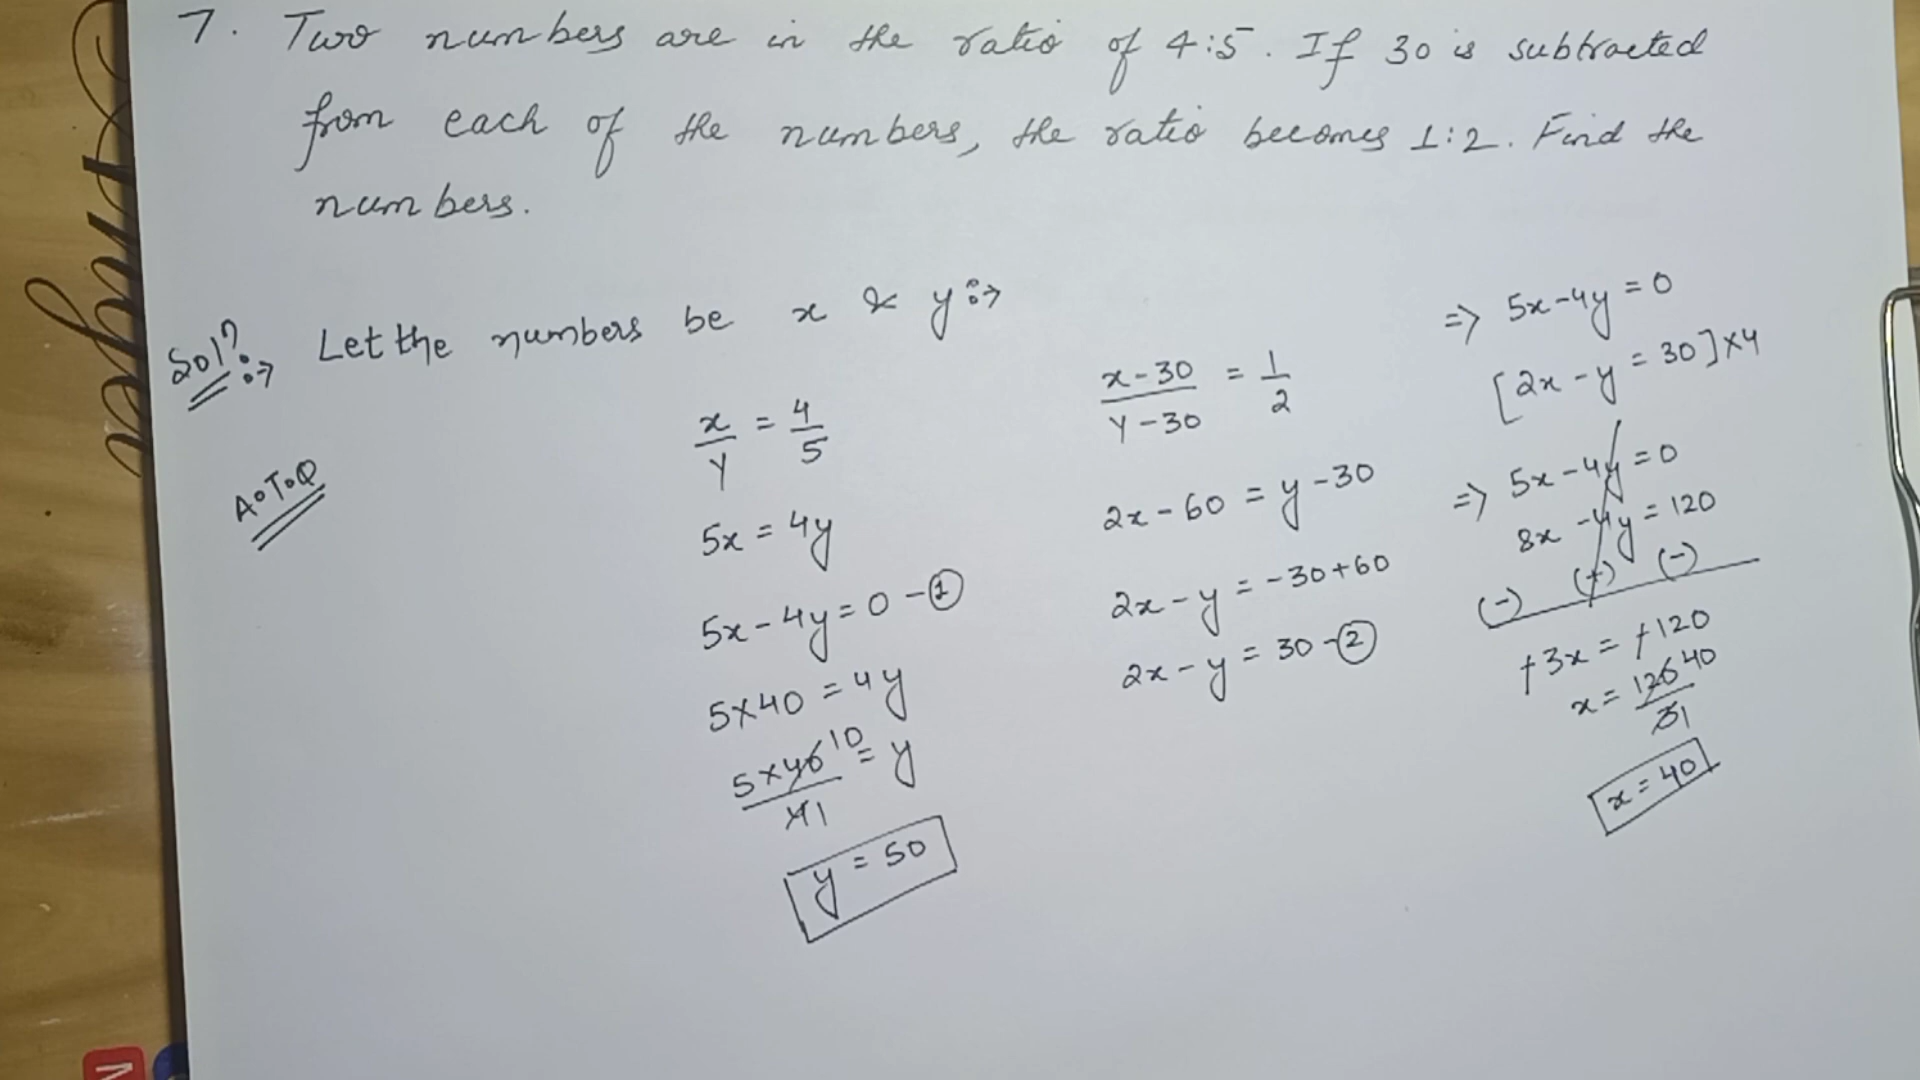 7. Two numbers are in the ratio of 4:5. If 30 is subtracted
from each of the numbers, the ratio becomes 1:2. Find the
numbers.
Solⁿ:→ Let the numbers be x & y:→
A∘T∘Q
x/y = 4/5
5x = 4y
5x - 4y = 0 - ①
5×40 = 4y
5×40 10/4 1 = y
y = 50
x-30/y-30 = 1/2
2x - 60 = y - 30
2x - y = -30+60
2x - y = 30 - ②
=> 5x - 4y = 0
[2x - y = 30]×4
=> 5x - 4y = 0
8x - 4y = 120
(-) (+) (-)
+3x = +120
x = 120 40/3 1
x = 40